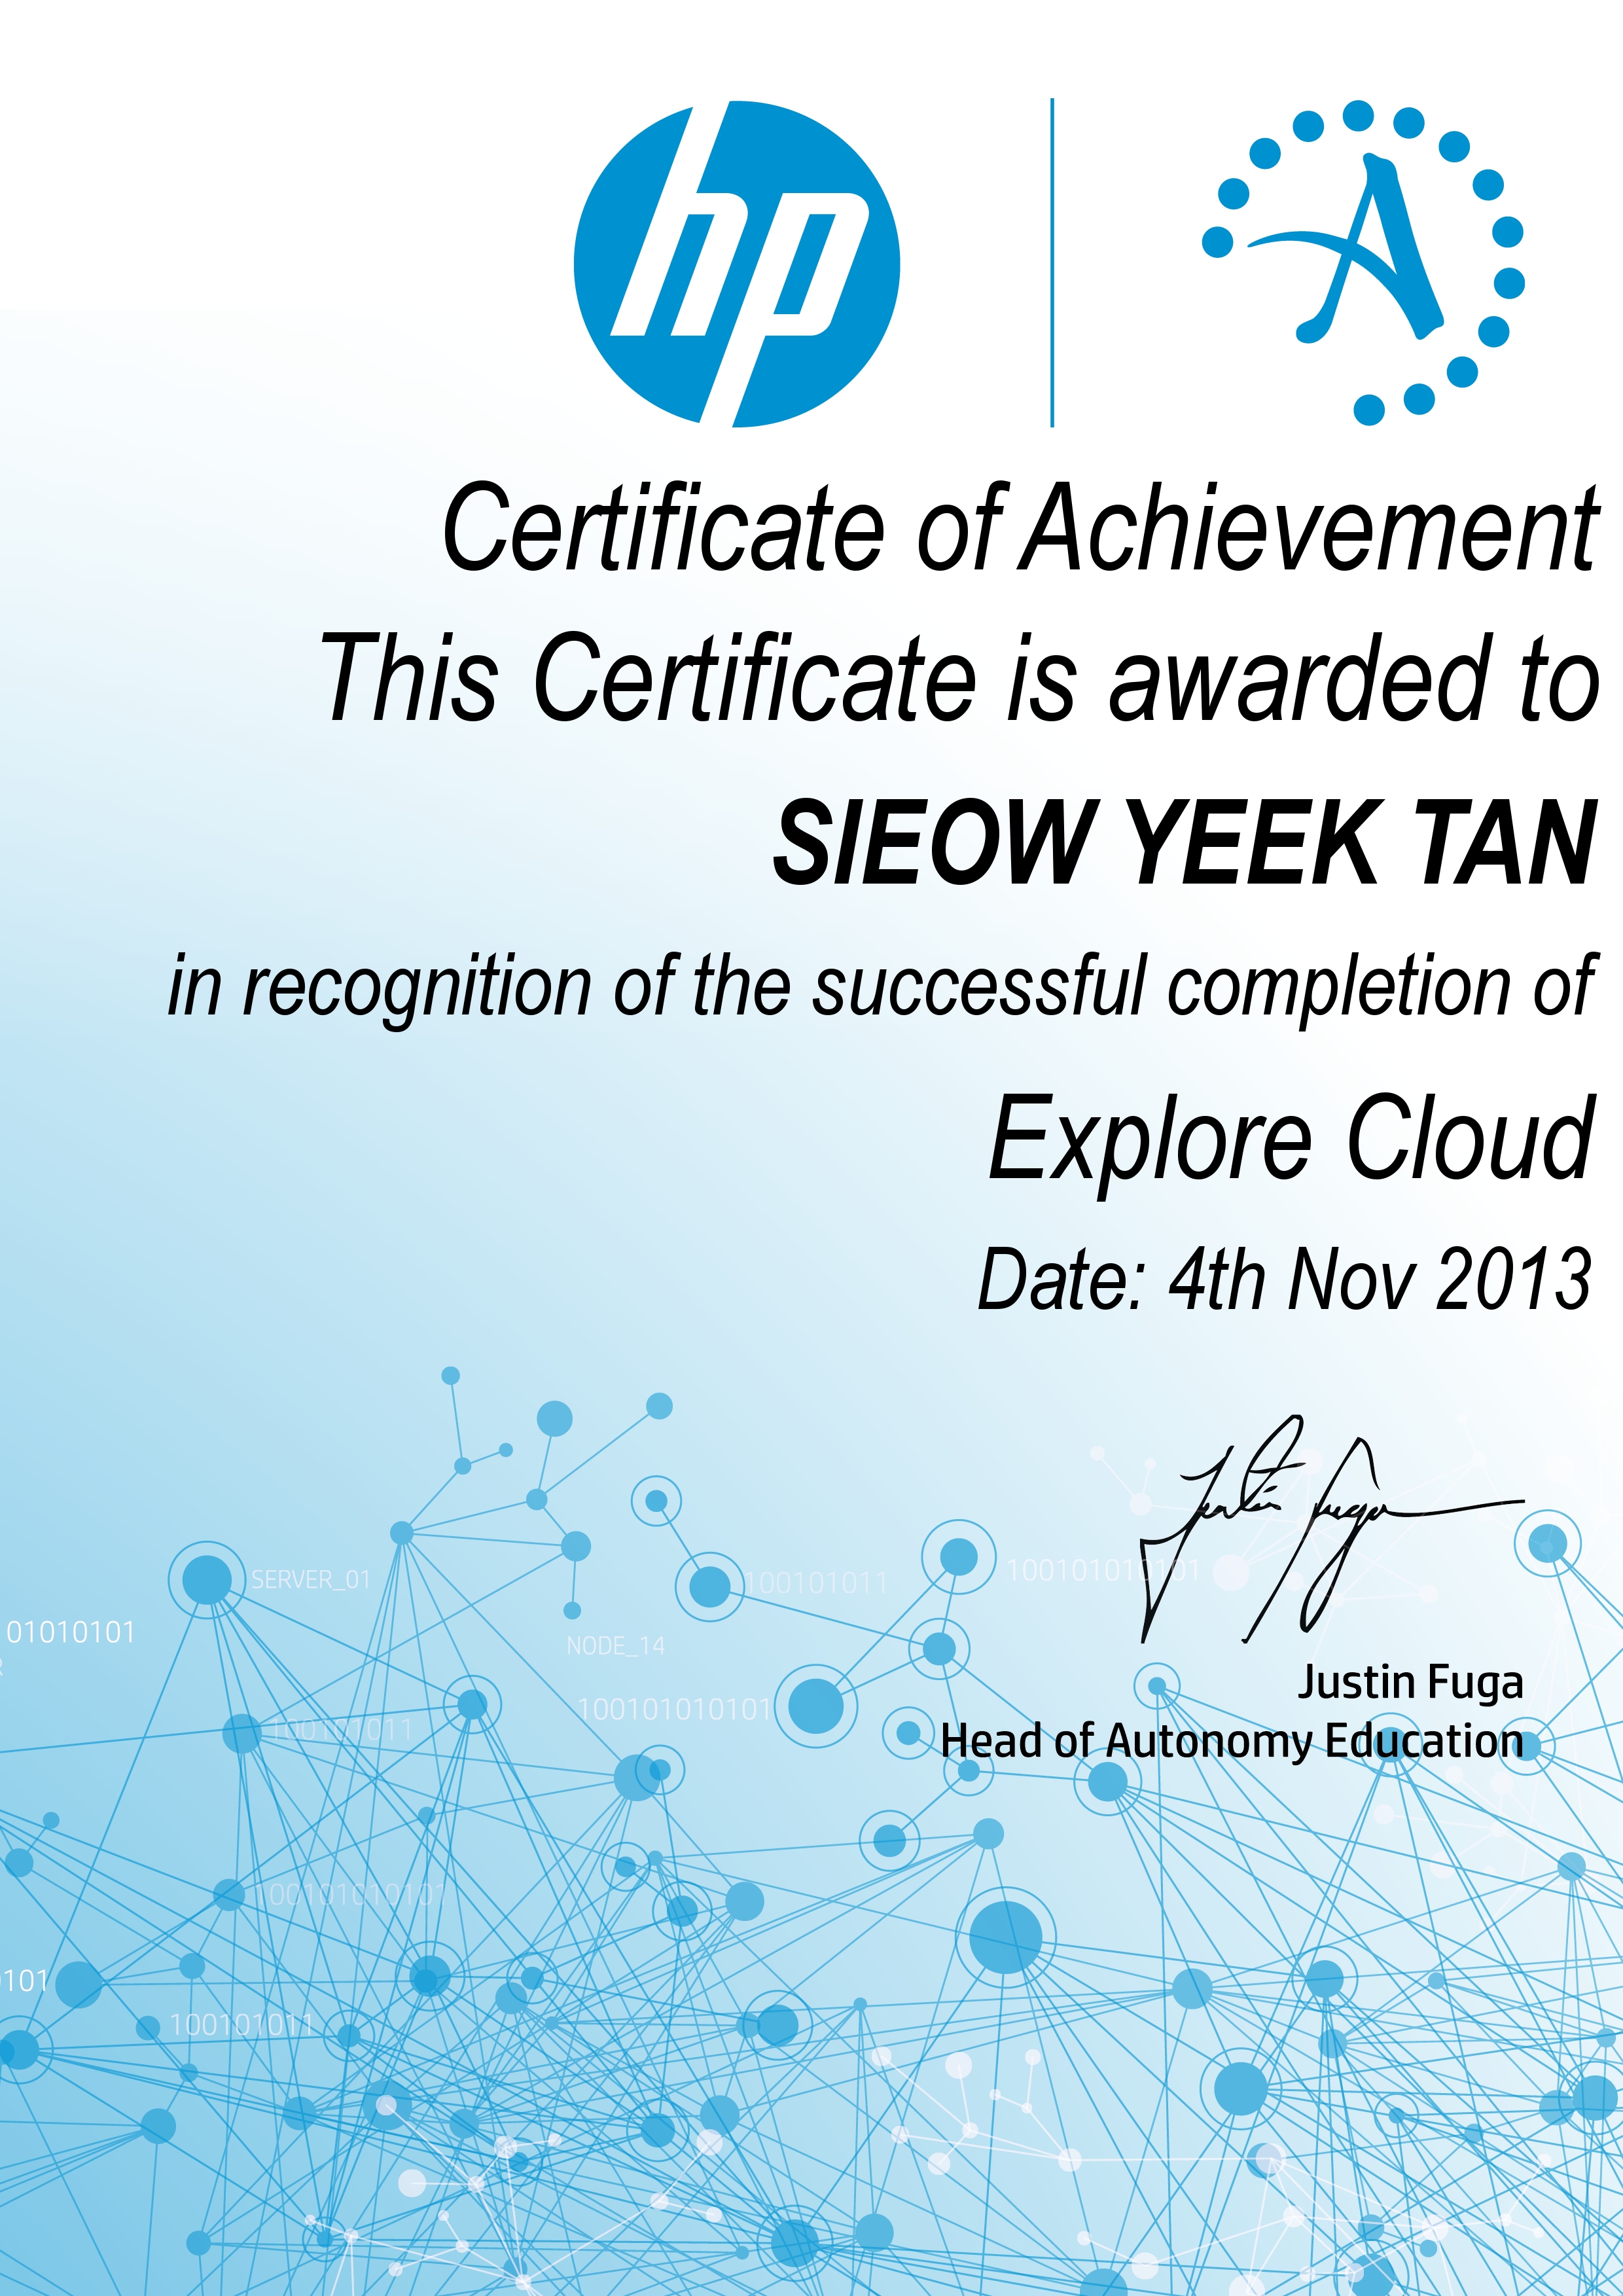 hp
A
Certificate of Achievement
This Certificate is awarded to
SIEOW YEEK TAN
in recognition of the successful completion of
Explore Cloud
Date: 4th Nov 2013
Justin Fuga
SERVER_01
100101011
100101010101
01010101
NODE_14
Justin Fuga
100101010101
100101011
Head of Autonomy Education
100101010101
101
100101011